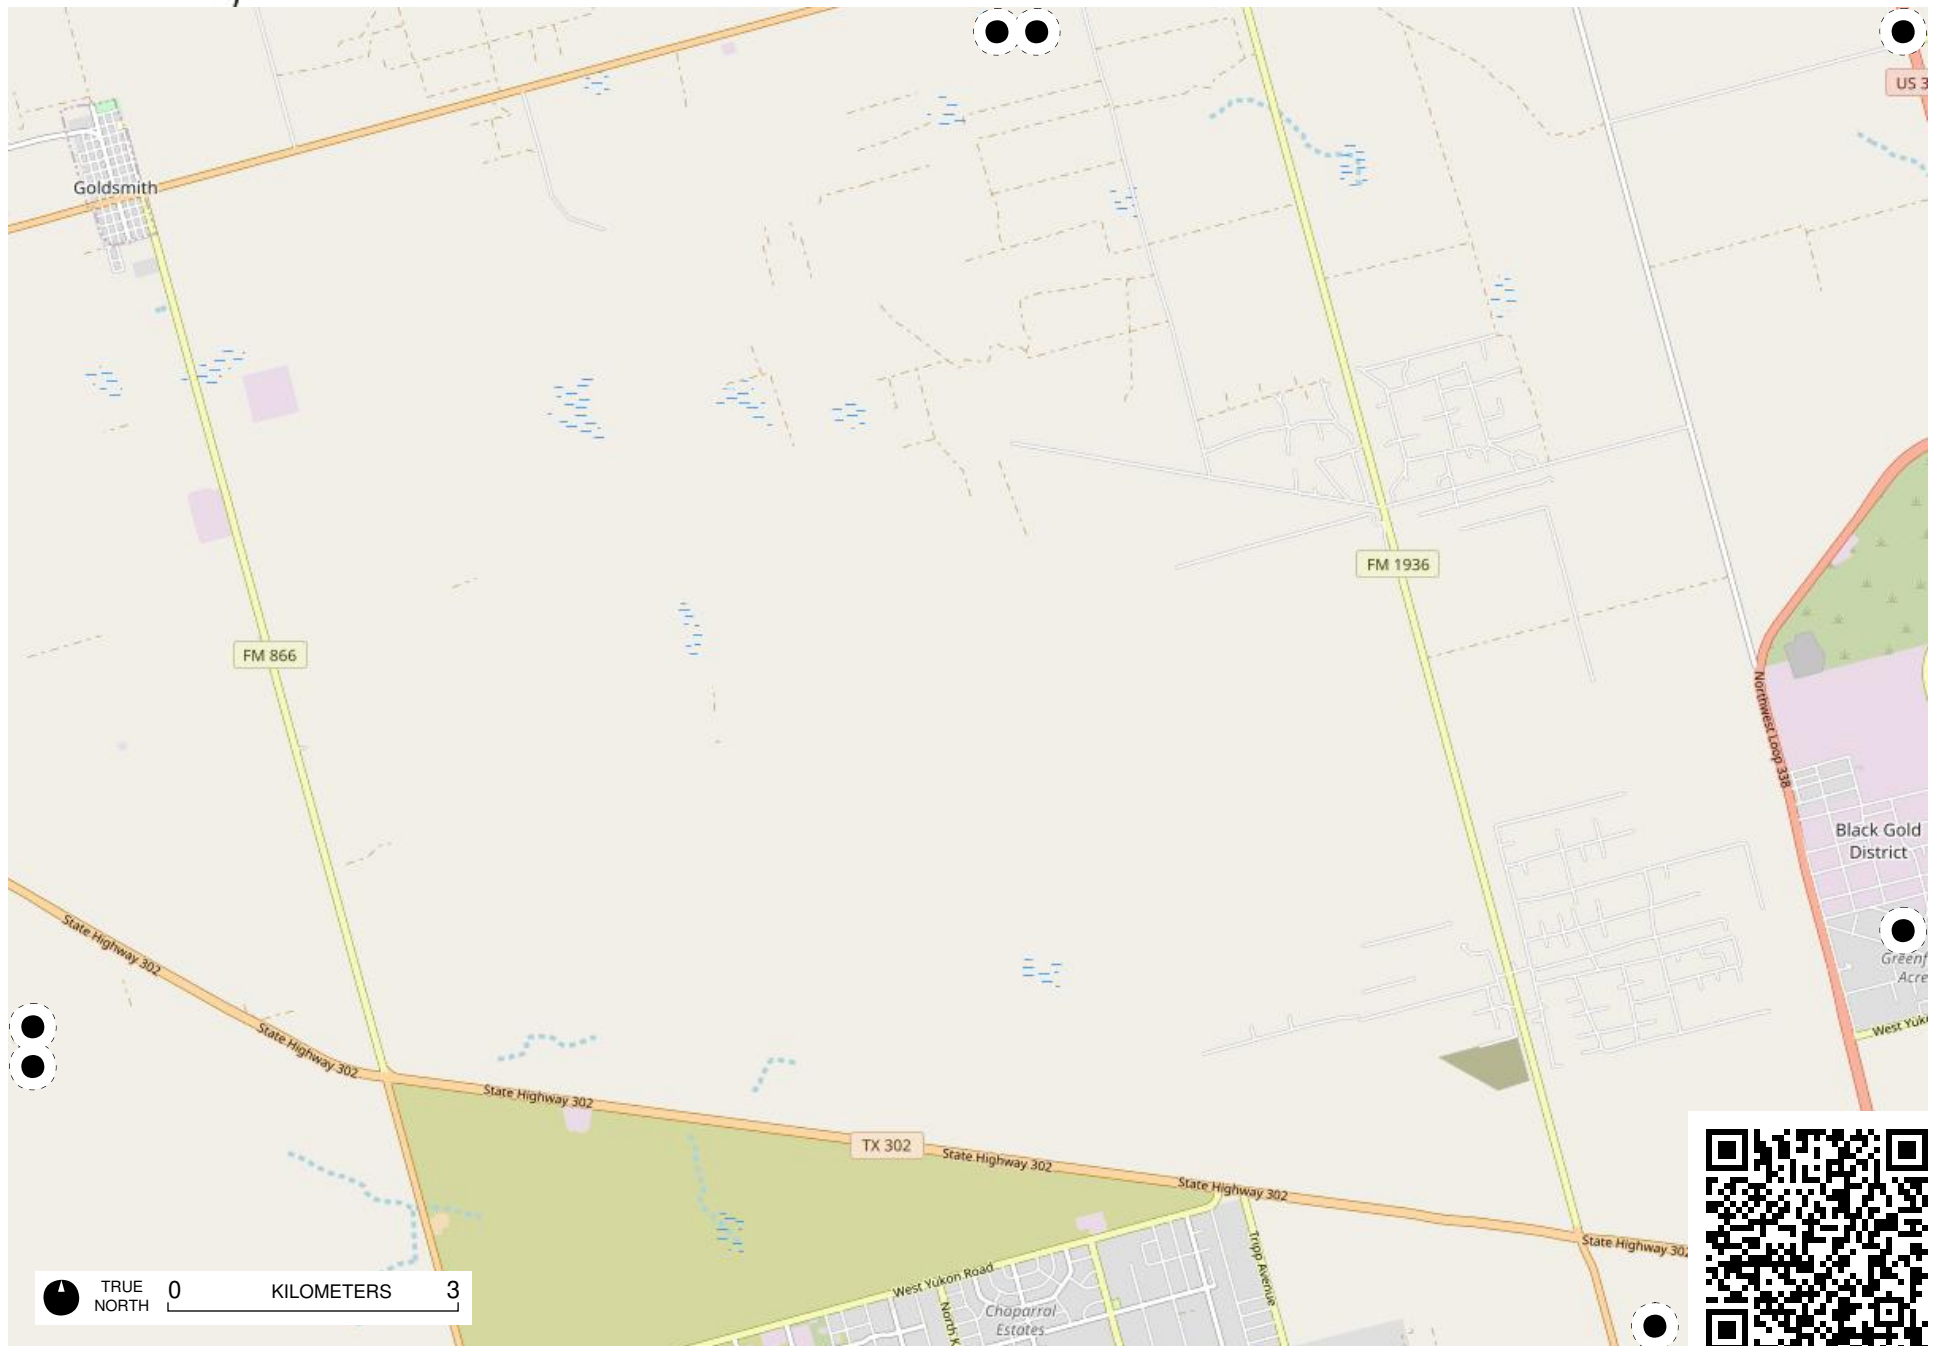 US 3
Goldsmith
FM 1936
FM 866
Northwest Loop 338
Black Gold
District
State Highway 302
Greenf
Acre
West Yuk
State Highway 302
State Highway 302
TX 302
State Highway 302
State Highway 302
State Highway 302
Tripp Avenue
West Yukon Road
North K
Chaparral
Estates
TRUE
NORTH
0 KILOMETERS 3